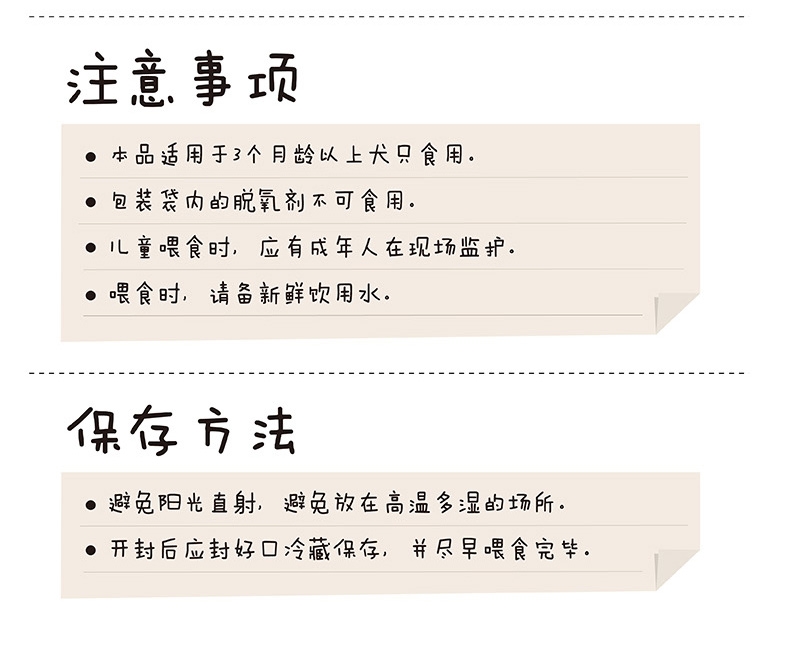 注意事项
● 本品适用于3个月龄以上犬只食用。
● 包装袋内的脱氧剂不可食用。
● 儿童喂食时，应有成年人在现场监护。
● 喂食时，请备新鲜饮用水。
保存方法
● 避免阳光直射，避免放在高温多湿的场所。
● 开封后应封好口冷藏保存，并尽早喂食完毕。